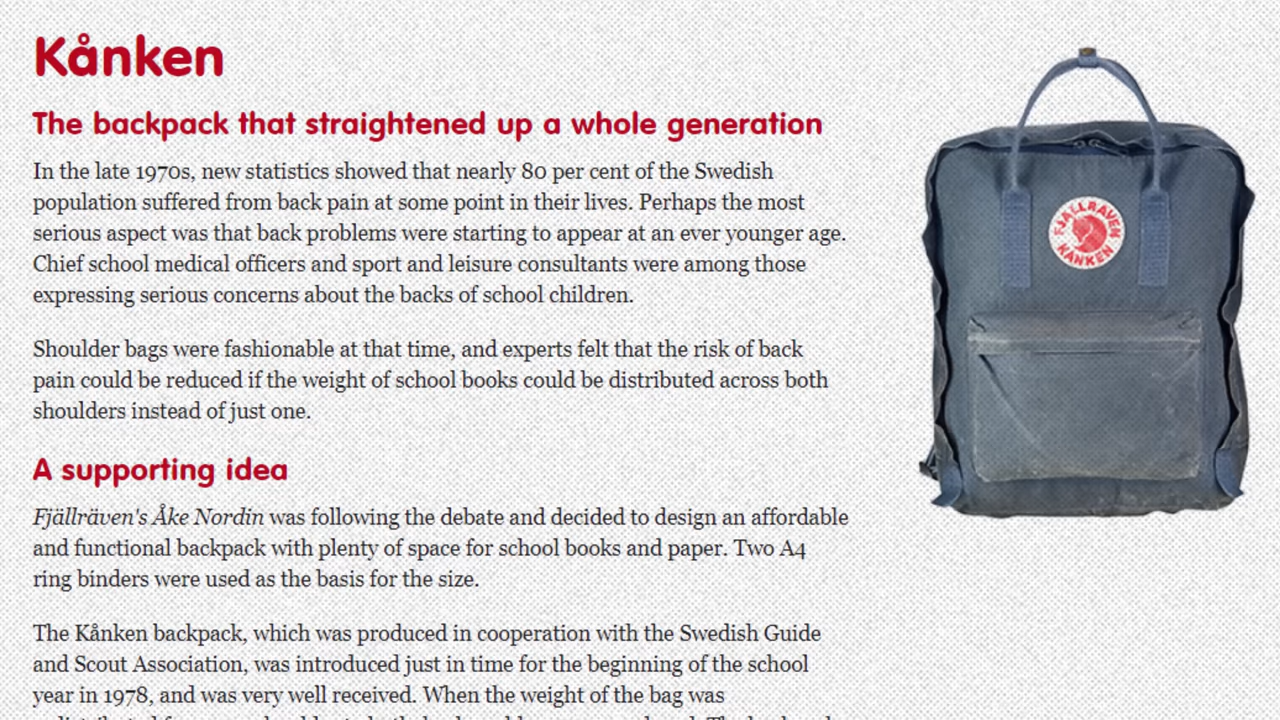 Kånken
The backpack that straightened up a whole generation
In the late 1970s, new statistics showed that nearly 80 per cent of the Swedish
population suffered from back pain at some point in their lives. Perhaps the most
serious aspect was that back problems were starting to appear at an ever younger age.
Chief school medical officers and sport and leisure consultants were among those
expressing serious concerns about the backs of school children.
Shoulder bags were fashionable at that time, and experts felt that the risk of back
pain could be reduced if the weight of school books could be distributed across both
shoulders instead of just one.
A supporting idea
Fjällräven's Åke Nordin was following the debate and decided to design an affordable
and functional backpack with plenty of space for school books and paper. Two A4
ring binders were used as the basis for the size.
The Kånken backpack, which was produced in cooperation with the Swedish Guide
and Scout Association, was introduced just in time for the beginning of the school
year in 1978, and was very well received. When the weight of the bag was
FJÄLLRÄVEN
KÅNKEN